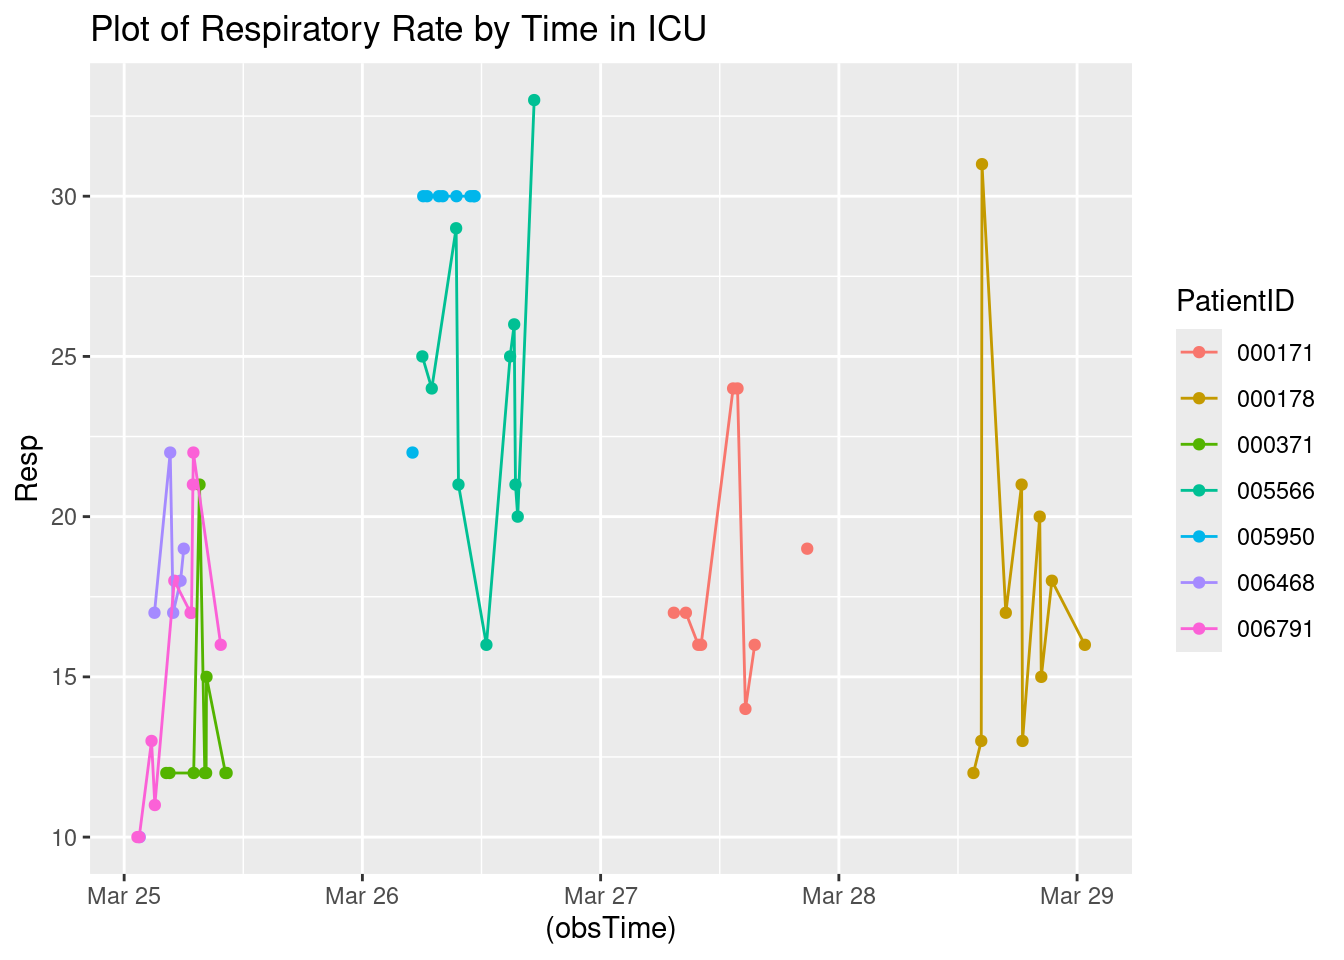 Plot of Respiratory Rate by Time in ICU
Resp
30
25
20
15
10
Mar 25
Mar 26
Mar 27
Mar 28
Mar 29
(obsTime)
PatientID
000171
000178
000371
005566
005950
006468
006791